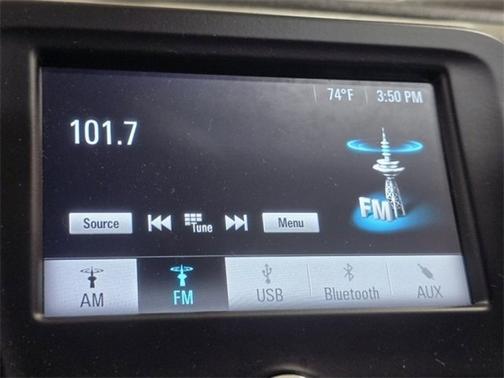 74°F 3:50 PM
101.7
FM
Source Tune Menu
AM FM USB Bluetooth AUX